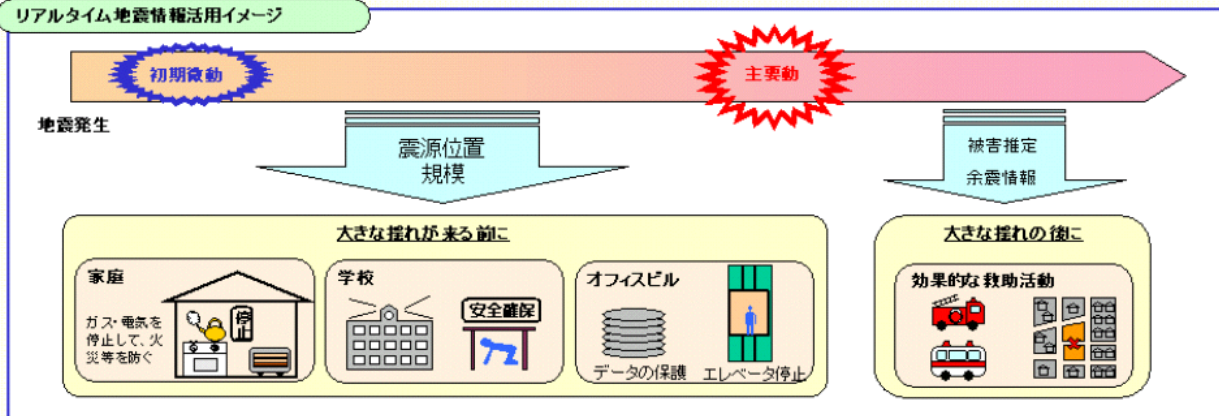 リアルタイム地震情報活用イメージ
初期微動
主要動
地震発生
震源位置
規模
被害推定
余震情報
大きな揺れが来る前に
大きな揺れの後に
家庭
ガス・電気を
停止して、火
災等を防ぐ
停止
学校
安全確保
オフィスビル
データの保護
エレベータ停止
効果的な救助活動